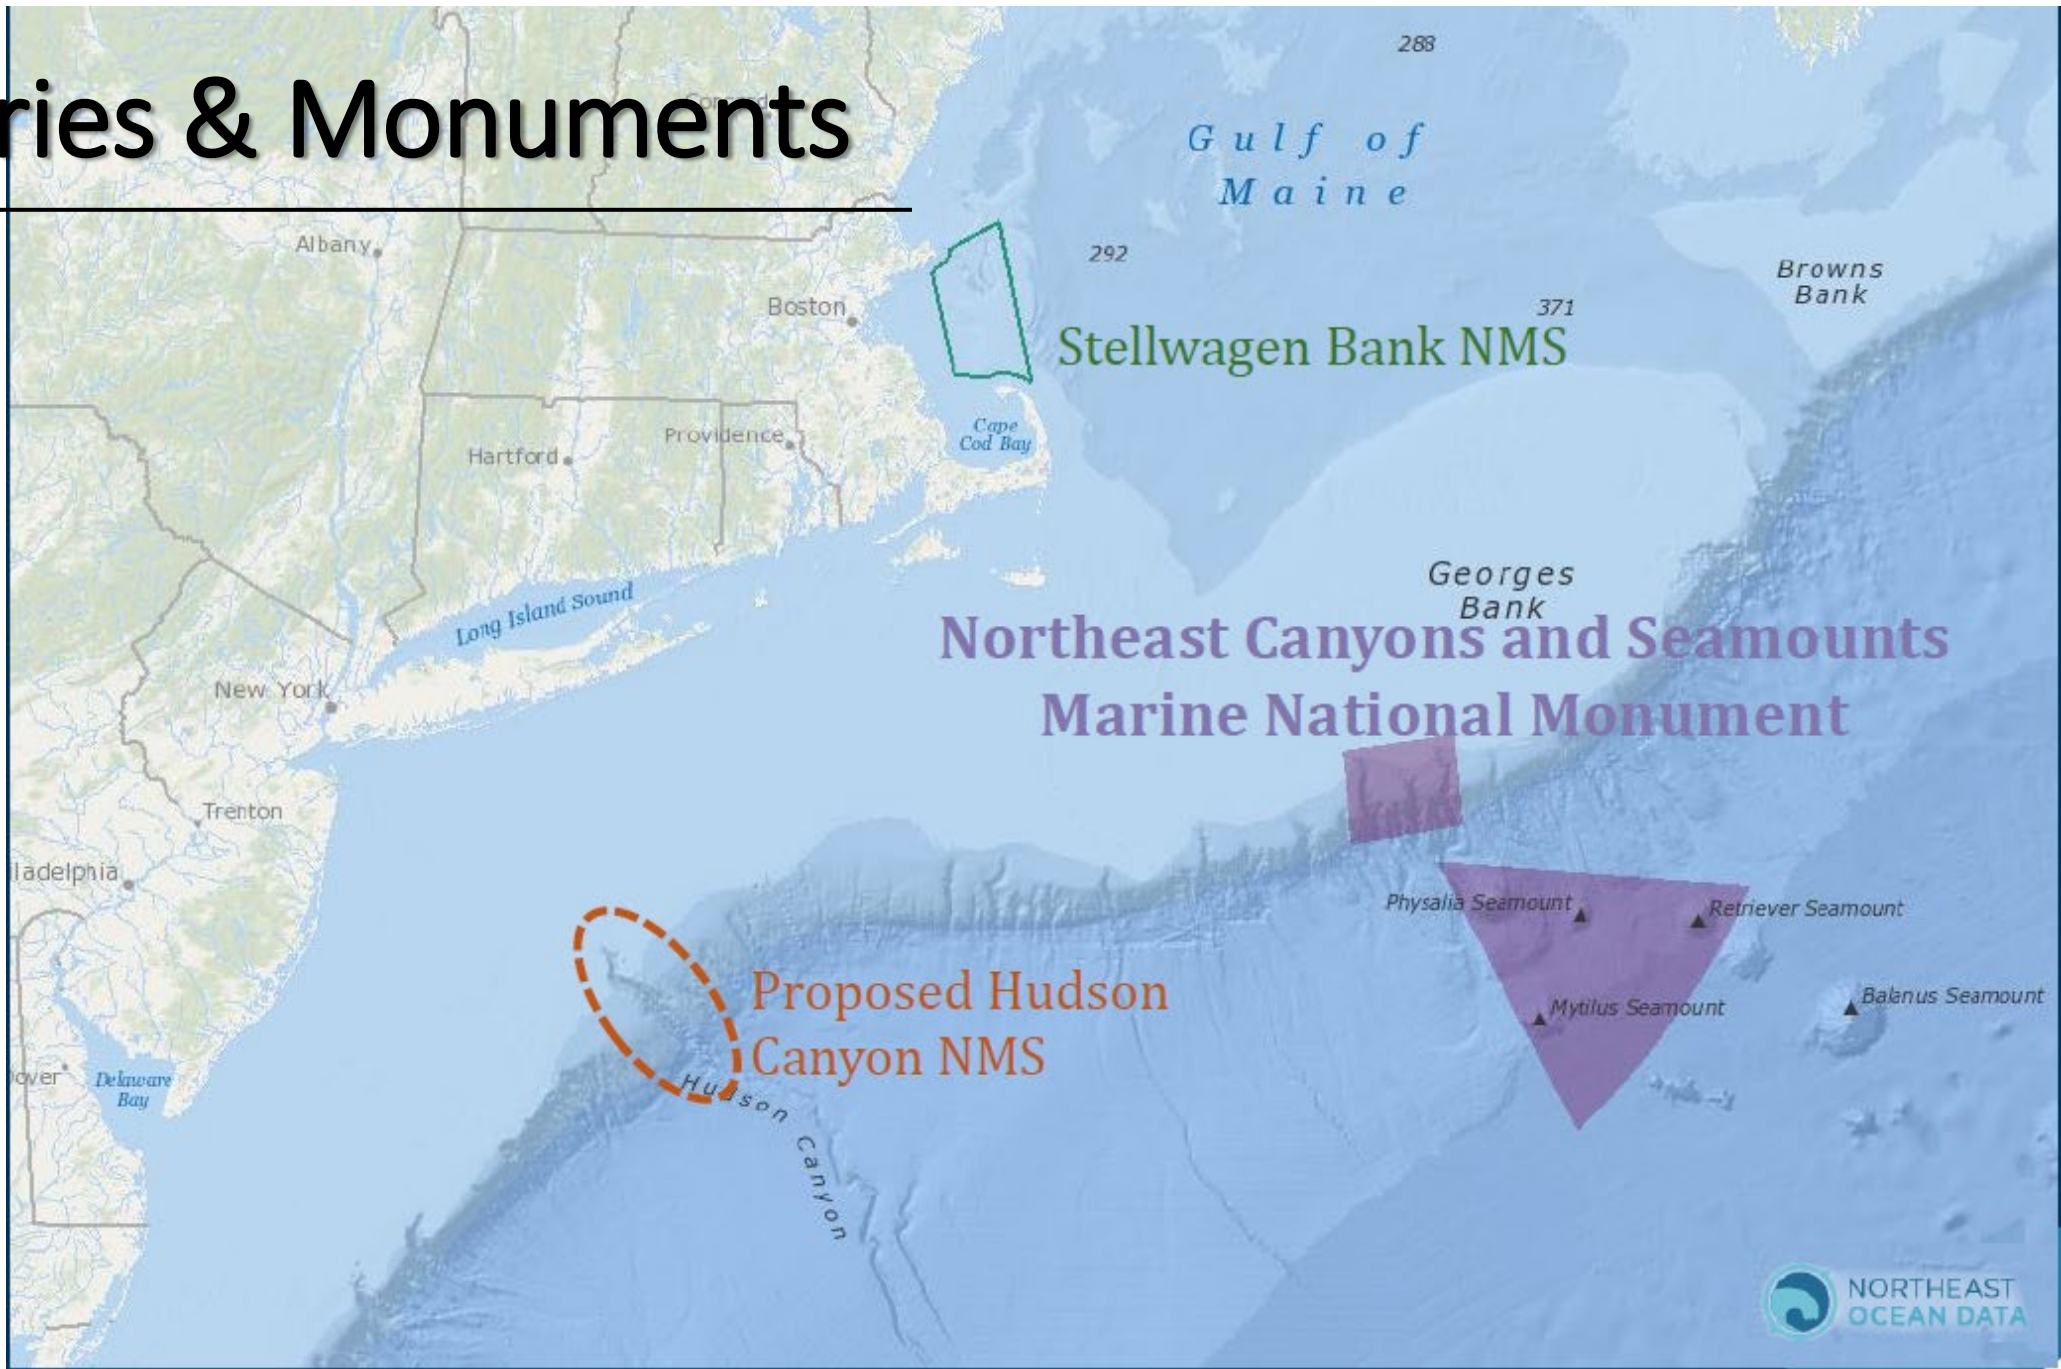 ries & Monuments
Concord
288
Gulf of
Maine
Albany
292
Browns
Bank
Boston
371
Stellwagen Bank NMS
Cape
Cod Bay
Providence
Hartford
Georges
Bank
Long Island Sound
Northeast Canyons and Seamounts
Marine National Monument
New York
Trenton
iladelphia
Physalia Seamount
Retriever Seamount
Proposed Hudson
Canyon NMS
Mytilus Seamount
Balanus Seamount
over
Delaware
Bay
Hudson Canyon
NORTHEAST
OCEAN DATA